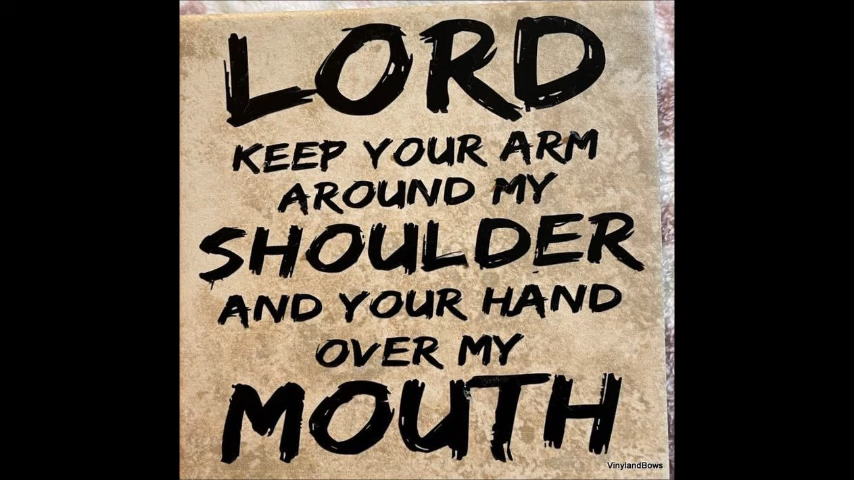 LORD
KEEP YOUR ARM
AROUND MY
SHOULDER
AND YOUR HAND
OVER MY
MOUTH
VinylandBows